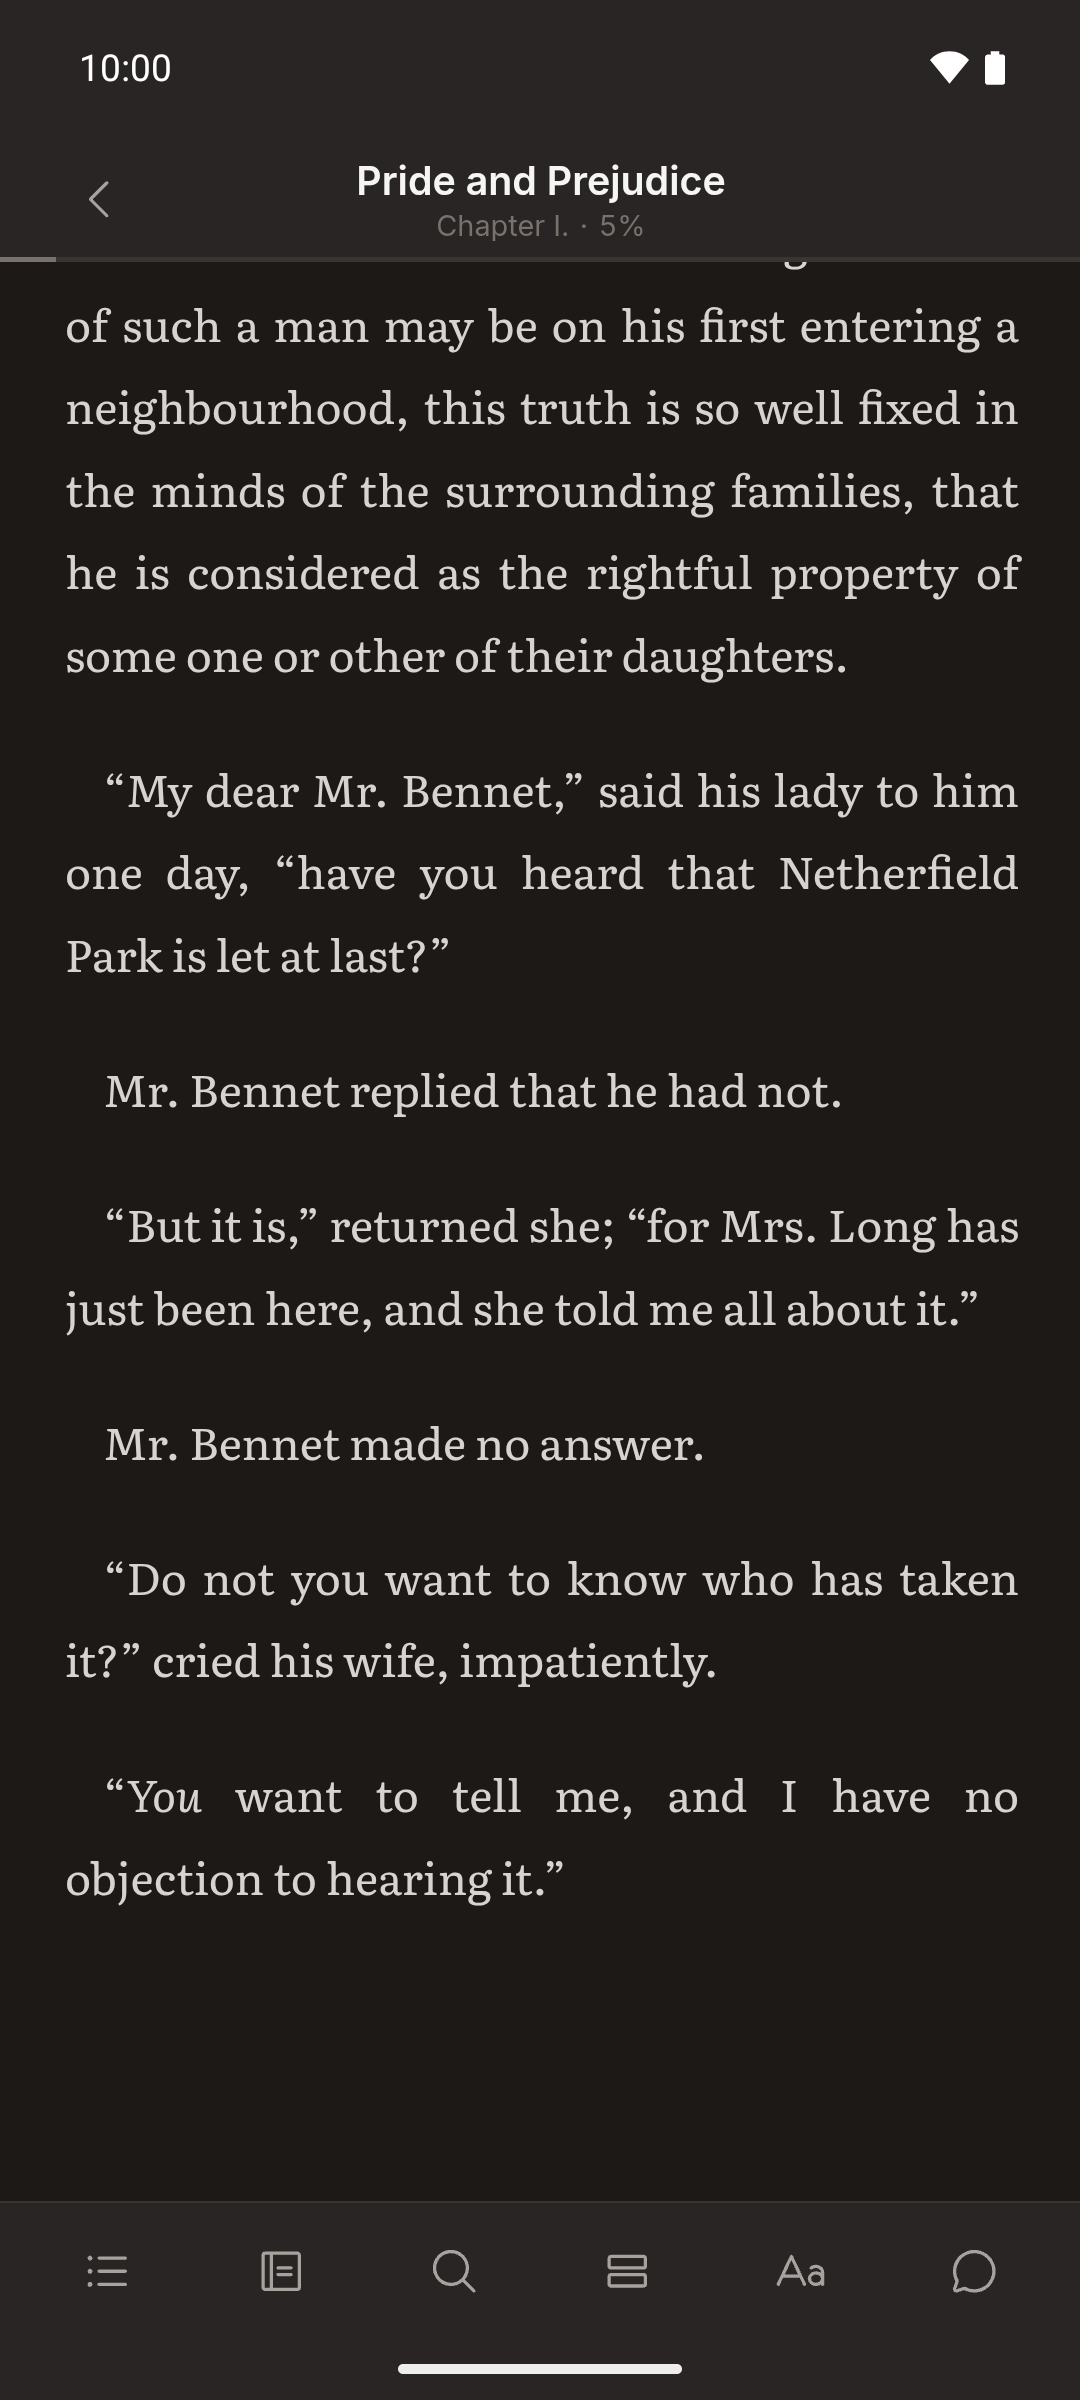 10:00
Pride and Prejudice
Chapter I. · 5%
of such a man may be on his first entering a
neighbourhood, this truth is so well fixed in
the minds of the surrounding families, that
he is considered as the rightful property of
some one or other of their daughters.
“My dear Mr. Bennet,” said his lady to him
one day, “have you heard that Netherfield
Park is let at last?”
Mr. Bennet replied that he had not.
“But it is,” returned she; “for Mrs. Long has
just been here, and she told me all about it.”
Mr. Bennet made no answer.
“Do not you want to know who has taken
it?” cried his wife, impatiently.
“You want to tell me, and I have no
objection to hearing it.”
Aa